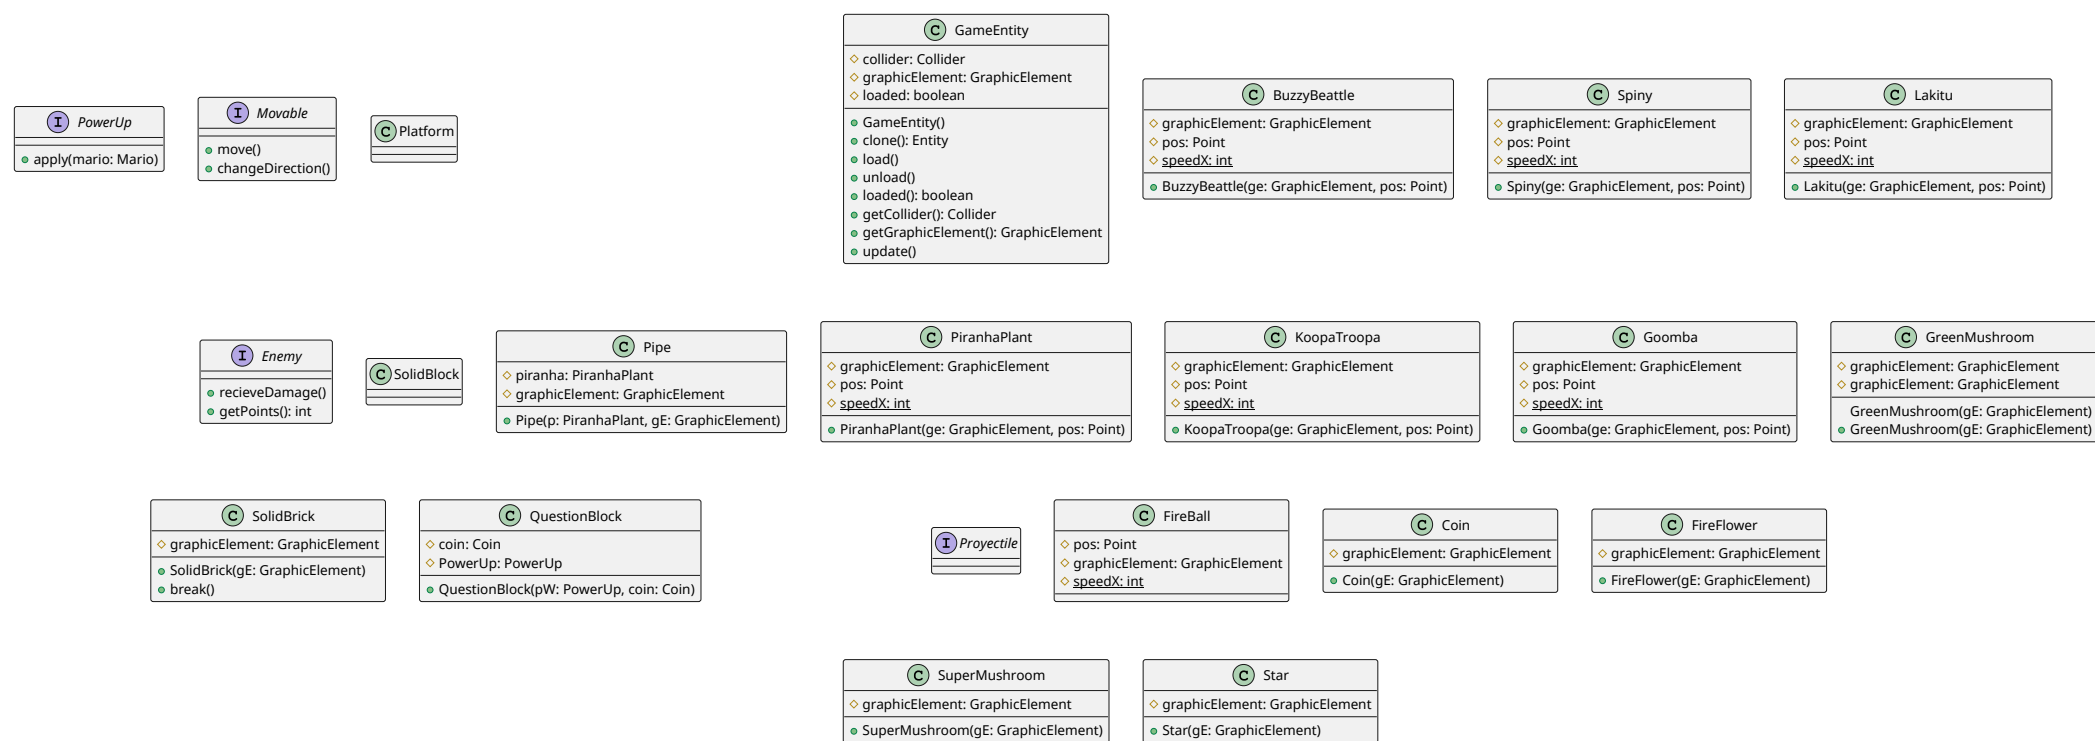 I PowerUp
apply(mario: Mario)
I Movable
move()
changeDirection()
C Platform
C GameEntity
collider: Collider
graphicElement: GraphicElement
loaded: boolean
GameEntity()
clone(): Entity
load()
unload()
loaded(): boolean
getCollider(): Collider
getGraphicElement(): GraphicElement
update()
C BuzzyBeattle
graphicElement: GraphicElement
pos: Point
speedX: int
BuzzyBeattle(ge: GraphicElement, pos: Point)
C Spiny
graphicElement: GraphicElement
pos: Point
speedX: int
Spiny(ge: GraphicElement, pos: Point)
C Lakitu
graphicElement: GraphicElement
pos: Point
speedX: int
Lakitu(ge: GraphicElement, pos: Point)
I Enemy
recieveDamage()
getPoints(): int
C SolidBlock
C Pipe
piranha: PiranhaPlant
graphicElement: GraphicElement
Pipe(p: PiranhaPlant, gE: GraphicElement)
C PiranhaPlant
graphicElement: GraphicElement
pos: Point
speedX: int
PiranhaPlant(ge: GraphicElement, pos: Point)
C KoopaTroopa
graphicElement: GraphicElement
pos: Point
speedX: int
KoopaTroopa(ge: GraphicElement, pos: Point)
C Goomba
graphicElement: GraphicElement
pos: Point
speedX: int
Goomba(ge: GraphicElement, pos: Point)
C GreenMushroom
graphicElement: GraphicElement
graphicElement: GraphicElement
GreenMushroom(gE: GraphicElement)
GreenMushroom(gE: GraphicElement)
C SolidBrick
graphicElement: GraphicElement
SolidBrick(gE: GraphicElement)
break()
C QuestionBlock
coin: Coin
PowerUp: PowerUp
QuestionBlock(pW: PowerUp, coin: Coin)
I Proyectile
C FireBall
pos: Point
graphicElement: GraphicElement
speedX: int
C Coin
graphicElement: GraphicElement
Coin(gE: GraphicElement)
C FireFlower
graphicElement: GraphicElement
FireFlower(gE: GraphicElement)
C SuperMushroom
graphicElement: GraphicElement
SuperMushroom(gE: GraphicElement)
C Star
graphicElement: GraphicElement
Star(gE: GraphicElement)